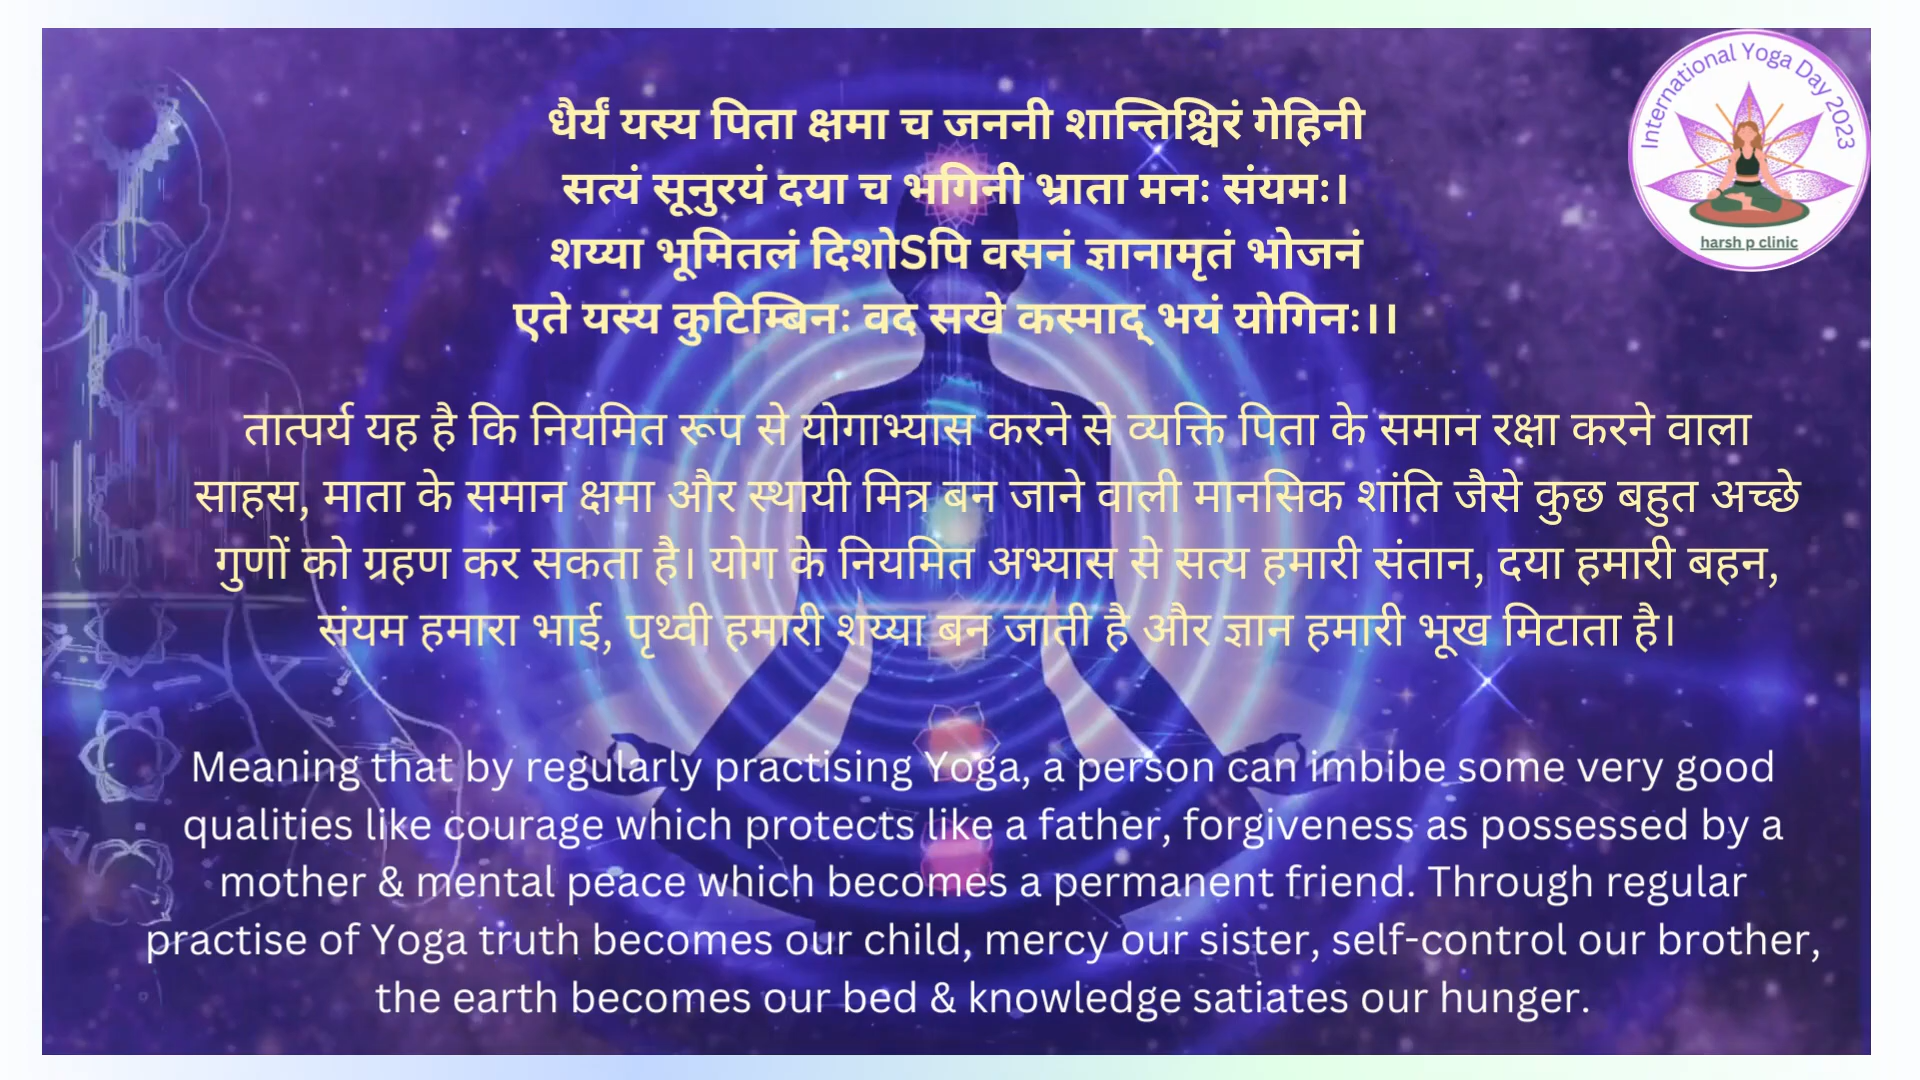 धैर्यं यस्य पिता क्षमा च जननी शान्तिश्चिरं गेहिनी
सत्यं सूनुरयं दया च भगिनी भ्राता मनः संयमः।
शय्या भूमितलं दिशोSपि वसनं ज्ञानामृतं भोजनं
एते यस्य कुटिम्बिनः वद सखे कस्माद् भयं योगिनः।।
तात्पर्य यह है कि नियमित रूप से योगाभ्यास करने से व्यक्ति पिता के समान रक्षा करने वाला
साहस, माता के समान क्षमा और स्थायी मित्र बन जाने वाली मानसिक शांति जैसे कुछ बहुत अच्छे
गुणों को ग्रहण कर सकता है। योग के नियमित अभ्यास से सत्य हमारी संतान, दया हमारी बहन,
संयम हमारा भाई, पृथ्वी हमारी शय्या बन जाती है और ज्ञान हमारी भूख मिटाता है।
Meaning that by regularly practising Yoga, a person can imbibe some very good
qualities like courage which protects like a father, forgiveness as possessed by a
mother & mental peace which becomes a permanent friend. Through regular
practise of Yoga truth becomes our child, mercy our sister, self-control our brother,
the earth becomes our bed & knowledge satiates our hunger.
International Yoga Day 2023
harsh p clinic